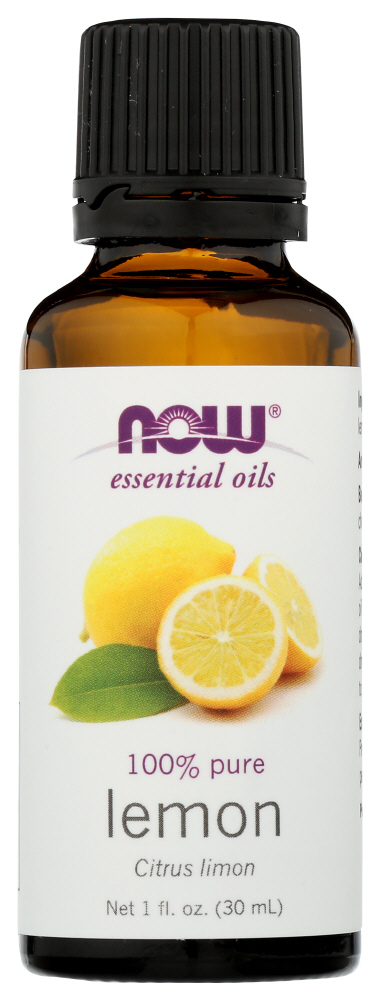 now®
essential oils
100% pure
lemon
Citrus limon
Net 1 fl. oz. (30 mL)